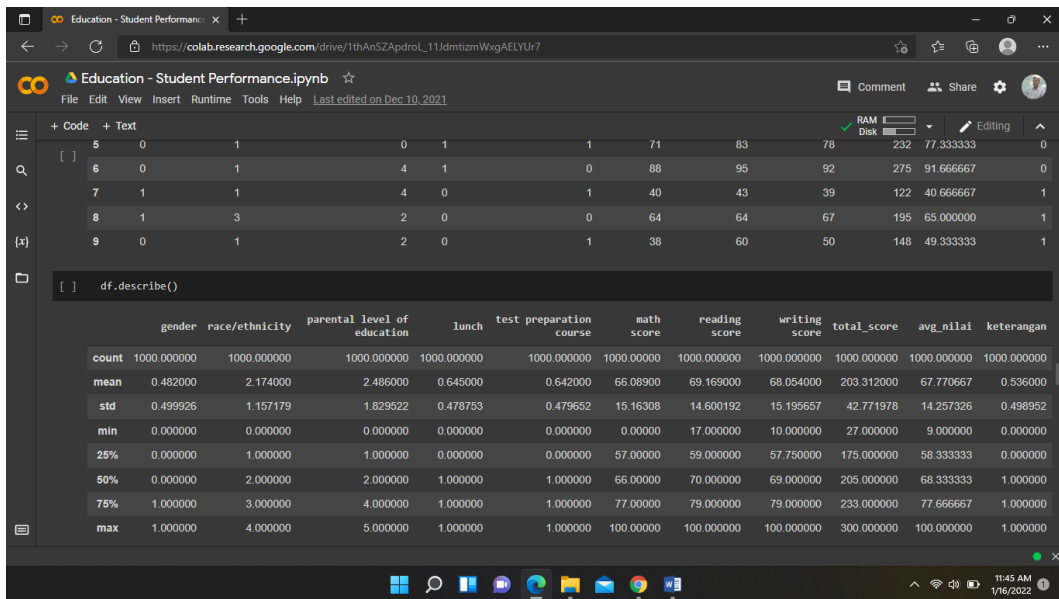 Education - Student Performance
https://colab.research.google.com/drive/1thAnSZApdroL_11JdmtizmWxgAELYUr7
CO Education - Student Performance.ipynb
Comment Share
File Edit View Insert Runtime Tools Help Last edited on Dec 10, 2021
+ Code + Text RAM Disk Editing
[ ] 5 0 1 0 1 1 71 83 78 232 77.333333 0
6 0 1 4 1 0 88 95 92 275 91.666667 0
7 1 1 4 0 1 40 43 39 122 40.666667 1
8 1 3 2 0 0 64 64 67 195 65.000000 1
9 0 1 2 0 1 38 60 50 148 49.333333 1
[ ] df.describe()
gender race/ethnicity parental level of education lunch test preparation course math score reading score writing score total_score avg_nilai keterangan
count 1000.000000 1000.000000 1000.000000 1000.000000 1000.000000 1000.00000 1000.000000 1000.000000 1000.000000 1000.000000 1000.000000
mean 0.482000 2.174000 2.486000 0.645000 0.642000 66.08900 69.169000 68.054000 203.312000 67.770667 0.536000
std 0.499926 1.157179 1.829522 0.478753 0.479652 15.16308 14.600192 15.195657 42.771978 14.257326 0.498952
min 0.000000 0.000000 0.000000 0.000000 0.000000 0.00000 17.000000 10.000000 27.000000 9.000000 0.000000
25% 0.000000 1.000000 1.000000 0.000000 0.000000 57.00000 59.000000 57.750000 175.000000 58.333333 0.000000
50% 0.000000 2.000000 2.000000 1.000000 1.000000 66.00000 70.000000 69.000000 205.000000 68.333333 1.000000
75% 1.000000 3.000000 4.000000 1.000000 1.000000 77.00000 79.000000 79.000000 233.000000 77.666667 1.000000
max 1.000000 4.000000 5.000000 1.000000 1.000000 100.00000 100.000000 100.000000 300.000000 100.000000 1.000000
11:45 AM
1/16/2022 1